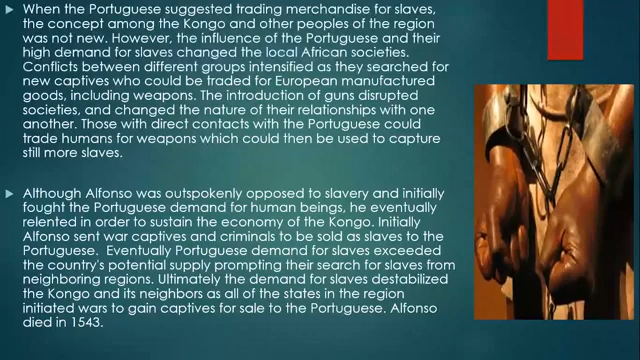 When the Portuguese suggested trading merchandise for slaves,
the concept among the Kongo and other peoples of the region
was not new. However, the influence of the Portuguese and their
high demand for slaves changed the local African societies.
Conflicts between different groups intensified as they searched for
new captives who could be traded for European manufactured
goods, including weapons. The introduction of guns disrupted
societies, and changed the nature of their relationships with one
another. Those with direct contacts with the Portuguese could
trade humans for weapons which could then be used to capture
still more slaves.
Although Alfonso was outspokenly opposed to slavery and initially
fought the Portuguese demand for human beings, he eventually
relented in order to sustain the economy of the Kongo. Initially
Alfonso sent war captives and criminals to be sold as slaves to the
Portuguese. Eventually Portuguese demand for slaves exceeded
the country's potential supply prompting their search for slaves from
neighboring regions. Ultimately the demand for slaves destabilized
the Kongo and its neighbors as all of the states in the region
initiated wars to gain captives for sale to the Portuguese. Alfonso
died in 1543.